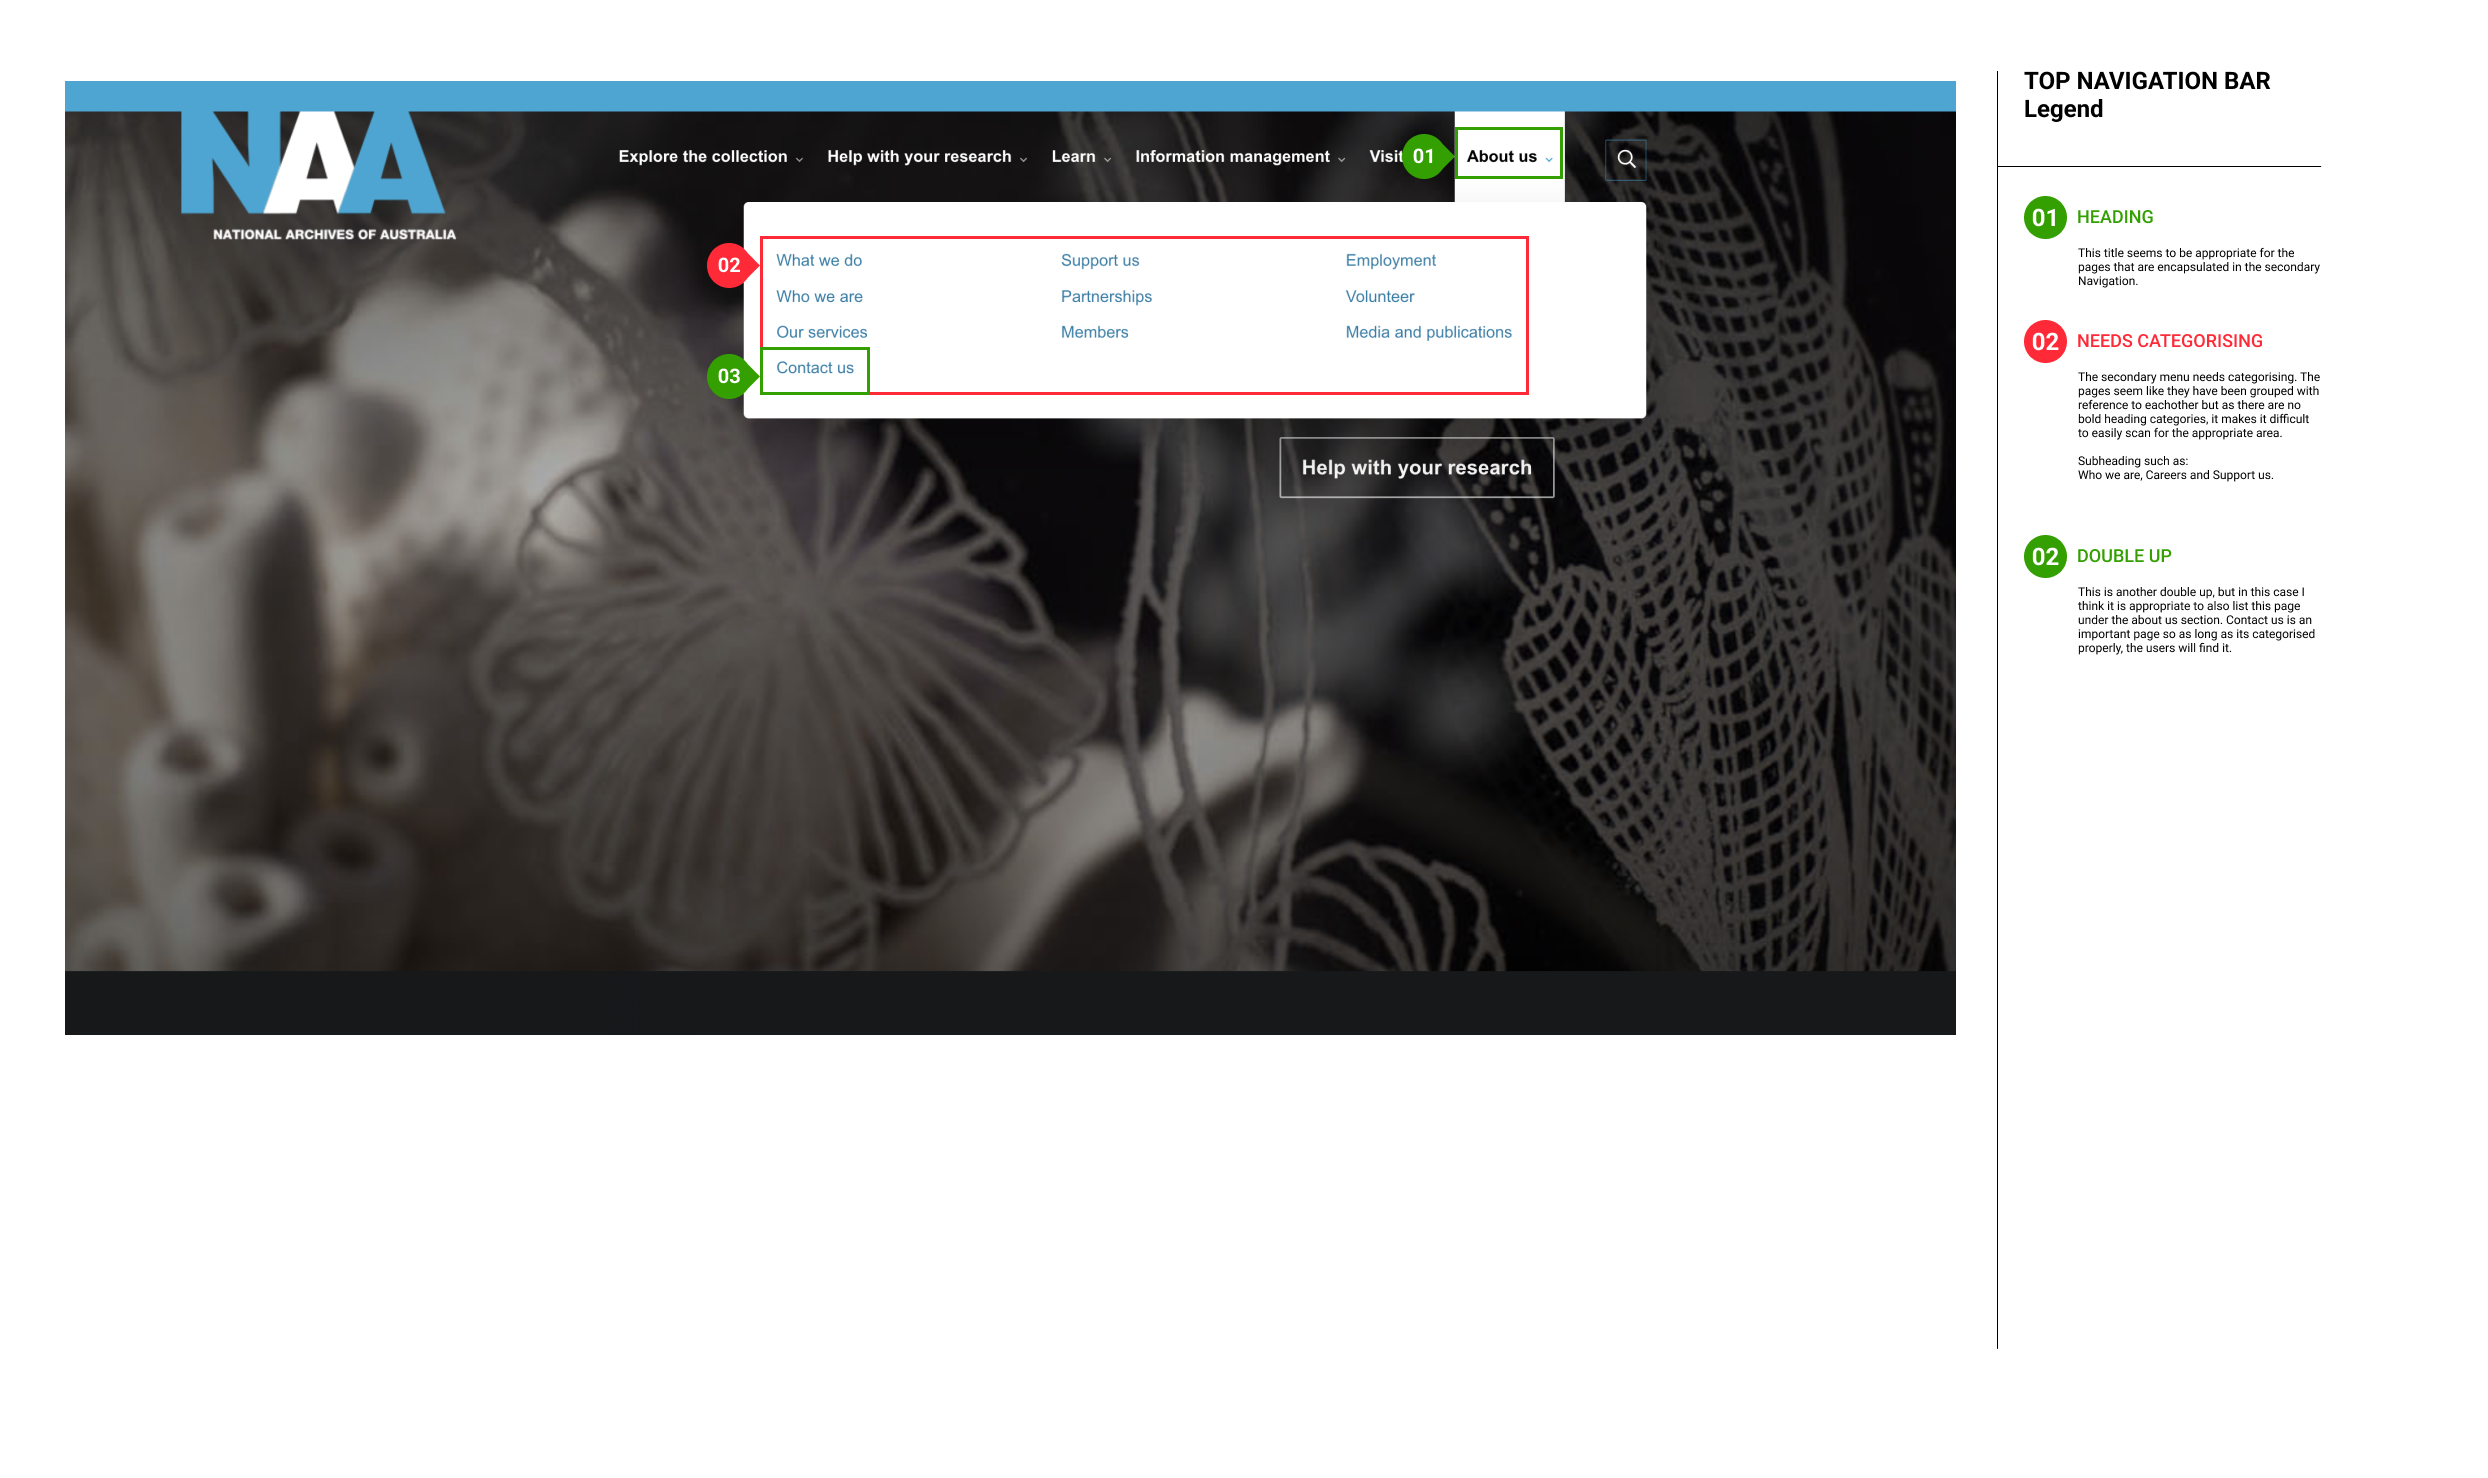 NAA
NATIONAL ARCHIVES OF AUSTRALIA
Explore the collection
Help with your research
Learn
Information management
Visit
01
About us
02
What we do
Who we are
Our services
03
Contact us
Support us
Partnerships
Members
Employment
Volunteer
Media and publications
Help with your research
TOP NAVIGATION BAR
Legend
01 HEADING
This title seems to be appropriate for the
pages that are encapsulated in the secondary
Navigation.
02 NEEDS CATEGORISING
The secondary menu needs categorising. The
pages seem like they have been grouped with
reference to eachother but as there are no
bold heading categories, it makes it difficult
to easily scan for the appropriate area.
Subheading such as:
Who we are, Careers and Support us.
02 DOUBLE UP
This is another double up, but in this case I
think it is appropriate to also list this page
under the about us section. Contact us is an
important page so as long as its categorised
properly, the users will find it.